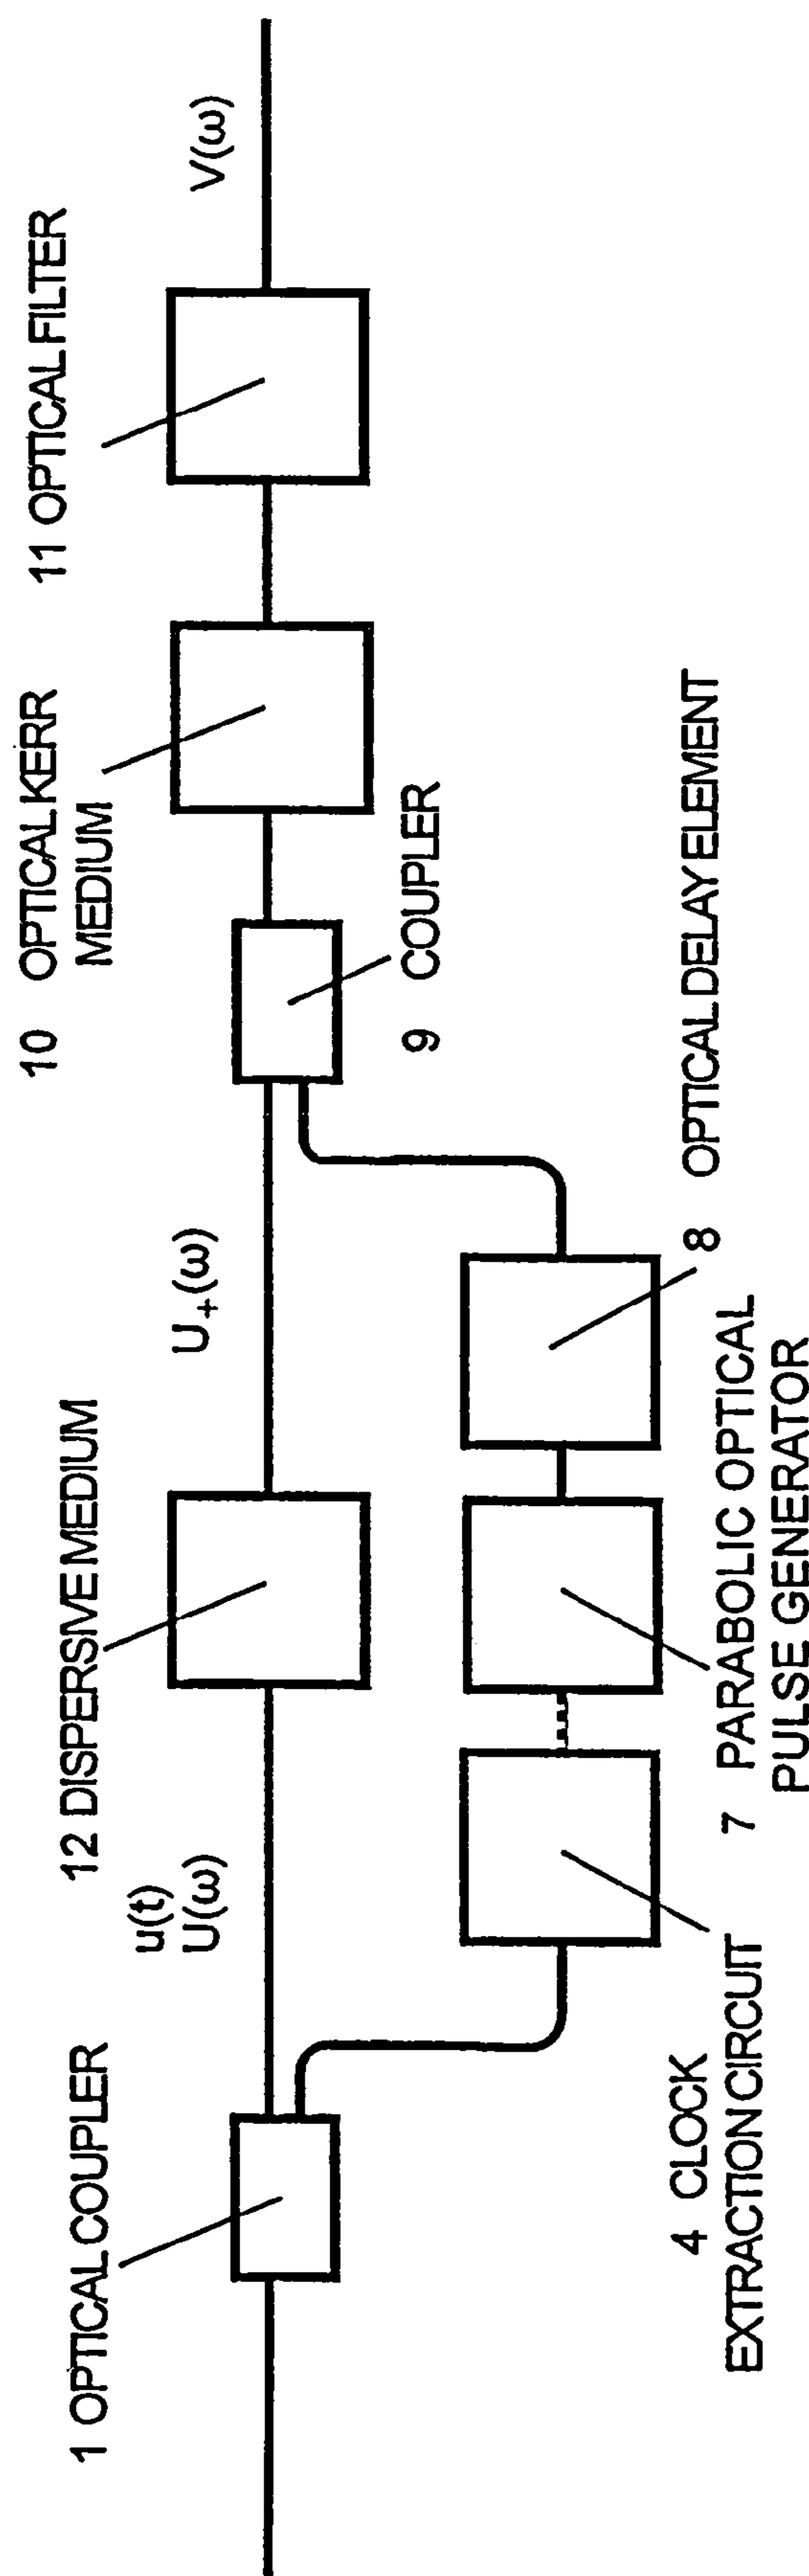 1 OPTICAL COUPLER
u(t)
U(ω)
12 DISPERSIVE MEDIUM
U₊(ω)
10 OPTICAL KERR
MEDIUM
11 OPTICAL FILTER
V(ω)
9 COUPLER
4 CLOCK
EXTRACTION CIRCUIT
7 PARABOLIC OPTICAL
PULSE GENERATOR
8 OPTICAL DELAY ELEMENT